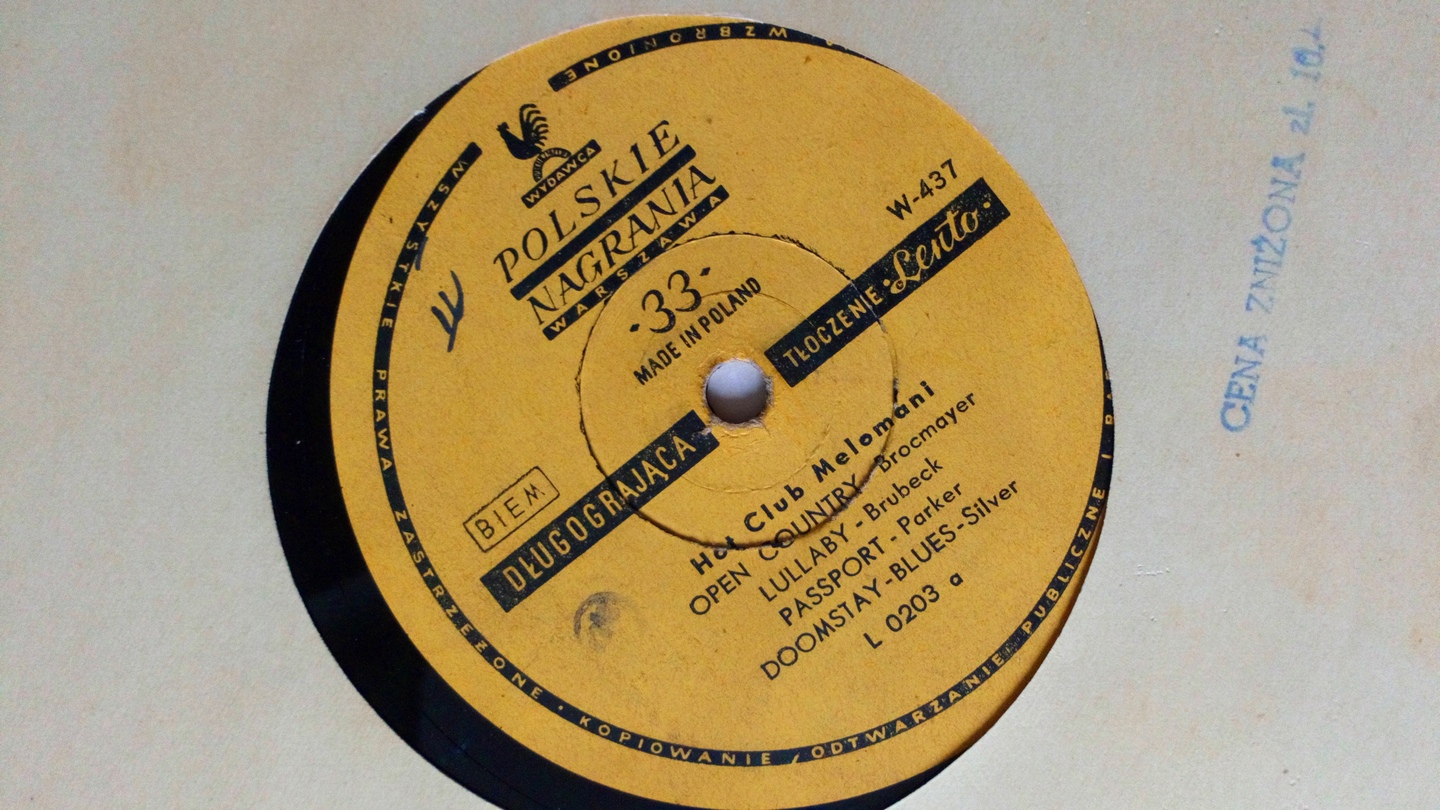 WYDAWCA
POLSKIE
NAGRANIA
WARSZAWA
·33·
MADE IN POLAND
W-437
TŁOCZENIE ·Lento·
DŁUGOGRAJĄCA
BIEM
Hot Club Melomani
OPEN COUNTRY - Brocmayer
LULLABY - Brubeck
PASSPORT - Parker
DOOMSTAY-BLUES-Silver
L 0203 a
WSZYSTKIE PRAWA ZASTRZEŻONE · KOPIOWANIE, ODTWARZANIE PUBLICZNE I WZBRONIONE
CENA ZNIŻONA zł. 10,-